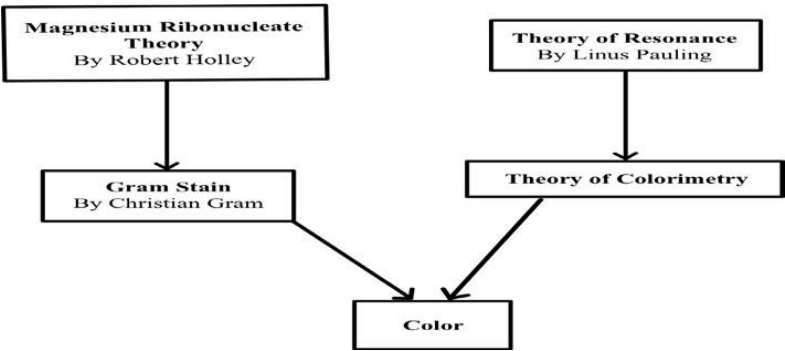 Magnesium Ribonucleate
Theory
By Robert Holley
Theory of Resonance
By Linus Pauling
Gram Stain
By Christian Gram
Theory of Colorimetry
Color